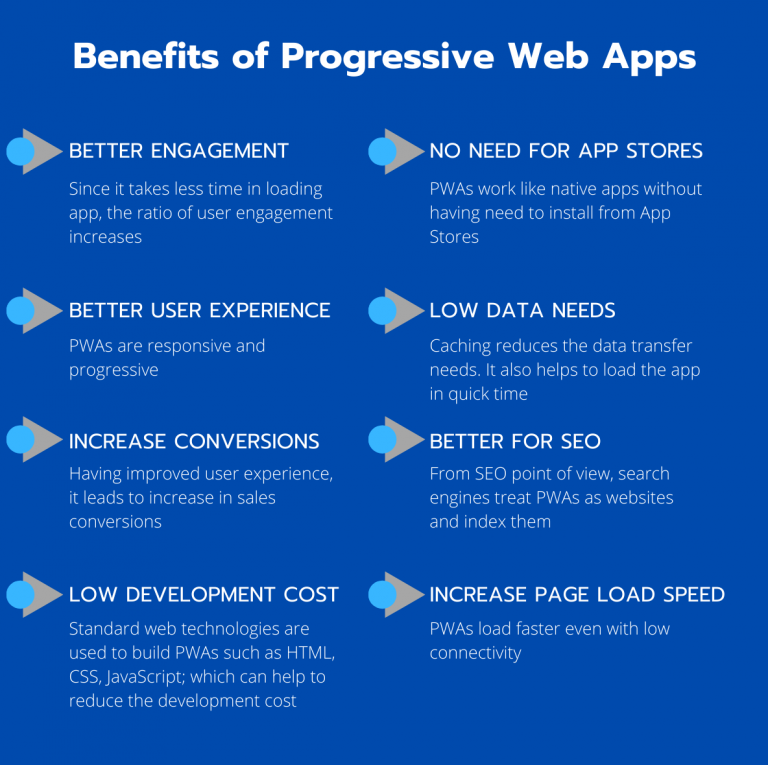 Benefits of Progressive Web Apps
BETTER ENGAGEMENT
Since it takes less time in loading
app, the ratio of user engagement
increases
NO NEED FOR APP STORES
PWAs work like native apps without
having need to install from App
Stores
BETTER USER EXPERIENCE
PWAs are responsive and
progressive
LOW DATA NEEDS
Caching reduces the data transfer
needs. It also helps to load the app
in quick time
INCREASE CONVERSIONS
Having improved user experience,
it leads to increase in sales
conversions
BETTER FOR SEO
From SEO point of view, search
engines treat PWAs as websites
and index them
LOW DEVELOPMENT COST
Standard web technologies are
used to build PWAs such as HTML,
CSS, JavaScript; which can help to
reduce the development cost
INCREASE PAGE LOAD SPEED
PWAs load faster even with low
connectivity